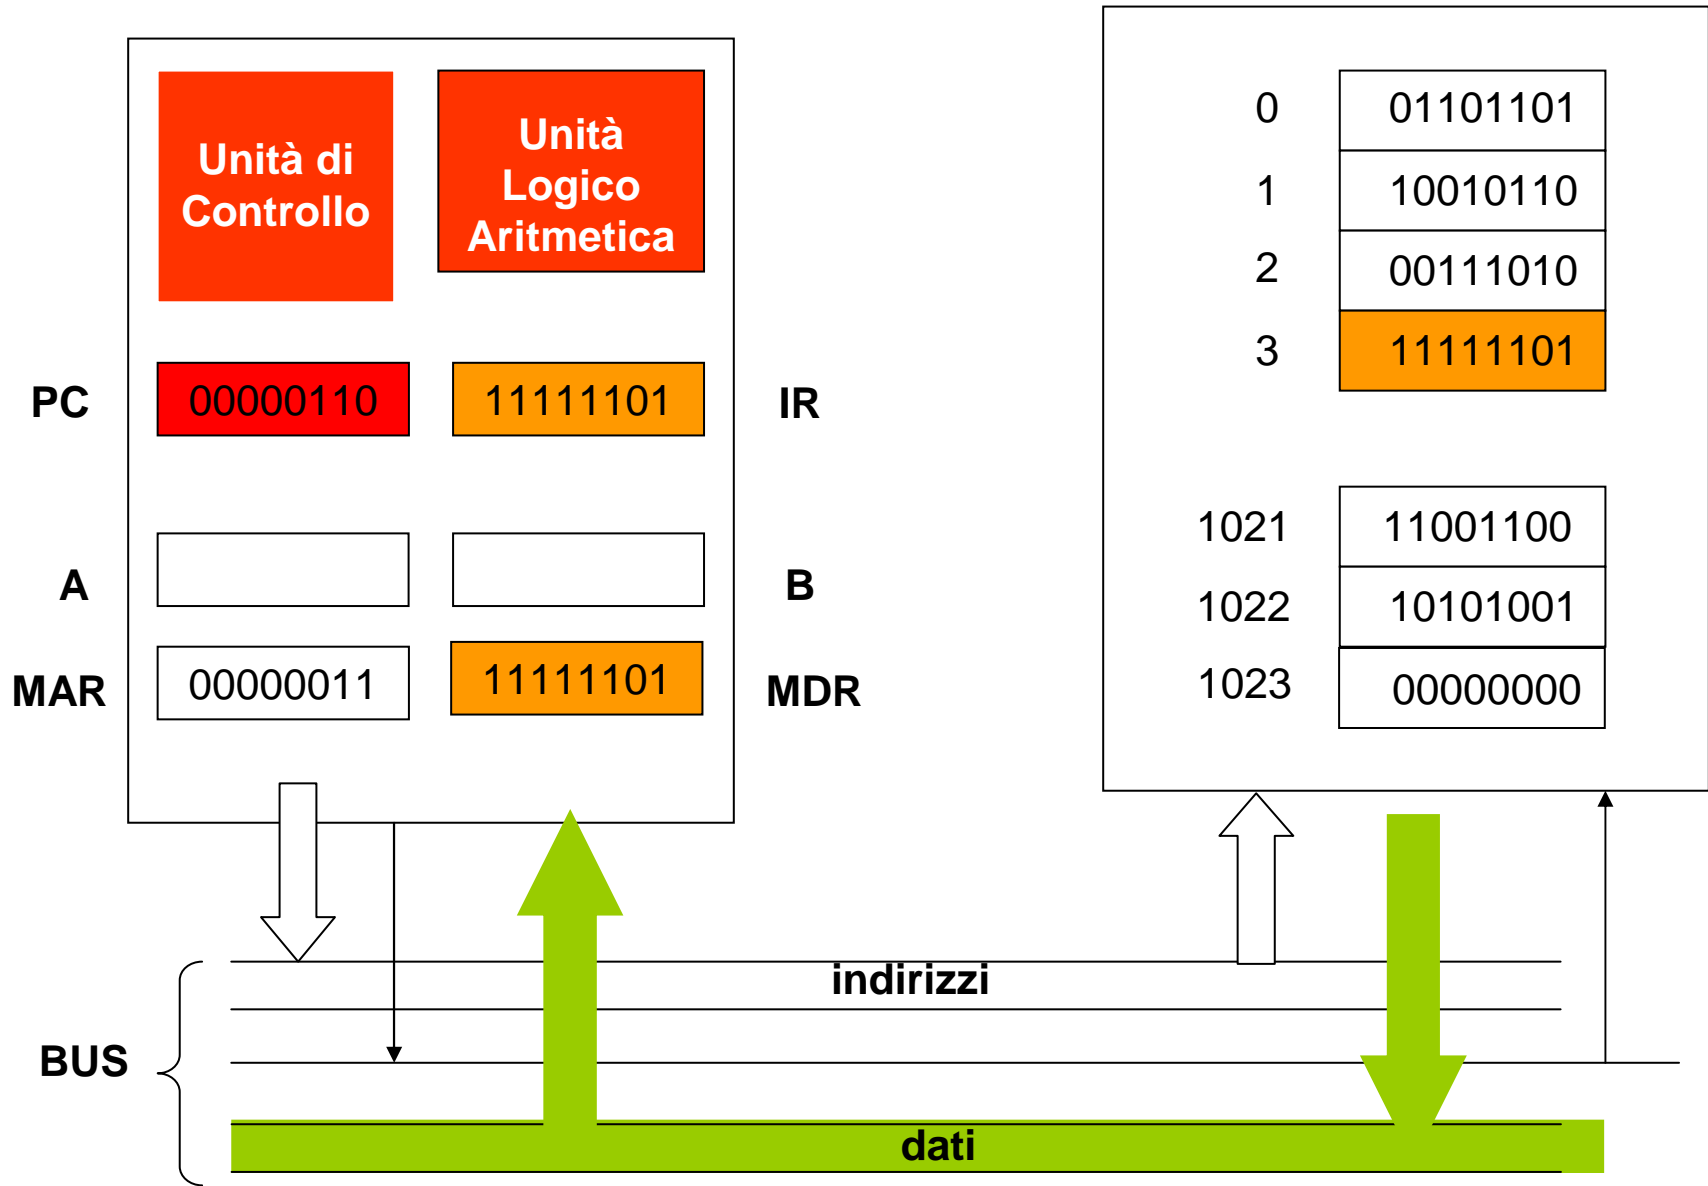 Unità di
Controllo
Unità
Logico
Aritmetica
PC
00000110
11111101
IR
A
B
MAR
00000011
11111101
MDR
0
01101101
1
10010110
2
00111010
3
11111101
1021
11001100
1022
10101001
1023
00000000
BUS
indirizzi
dati